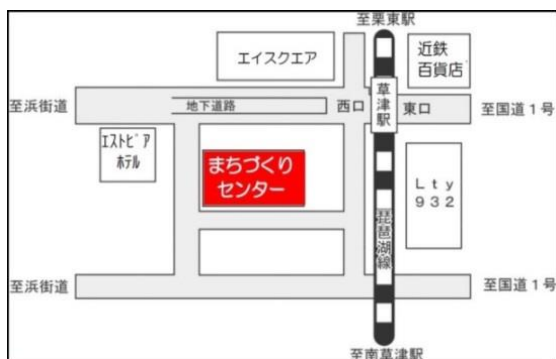 至栗東駅
エイスクエア
近鉄
百貨店
至浜街道
地下道路
西口
草津駅
東口
至国道1号
エストピア
ホテル
まちづくり
センター
Lty
932
琵琶湖線
至浜街道
至国道1号
至南草津駅